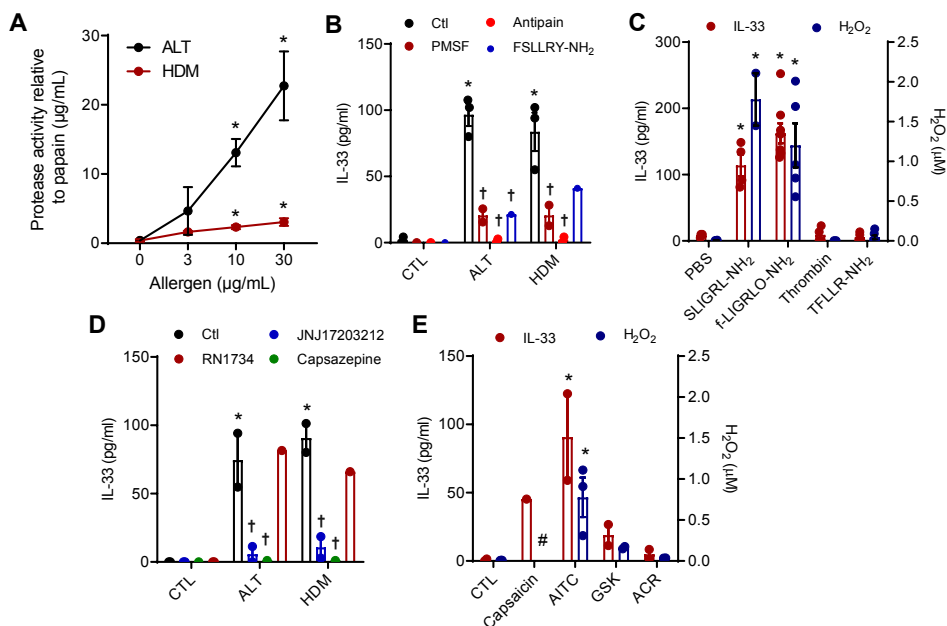 A
ALT
HDM
Protease activity relative
to papain (µg/mL)
30
20
10
0
0
3
10
30
*
*
*
*
Allergen (µg/mL)
B
Ctl
Antipain
PMSF
FSLLRY-NH2
IL-33 (pg/ml)
150
100
50
0
*
*
†
†
†
†
†
CTL
ALT
HDM
C
IL-33
H2O2
IL-33 (pg/ml)
300
200
100
0
*
*
*
*
2.5
2.0
1.5
1.0
0.5
0.0
H2O2 (µM)
PBS
SLIGRL-NH2
f-LIGRLO-NH2
Thrombin
TFLLR-NH2
D
Ctl
JNJ17203212
RN1734
Capsazepine
IL-33 (pg/ml)
150
100
50
0
*
*
†
†
†
†
CTL
ALT
HDM
E
IL-33
H2O2
IL-33 (pg/ml)
150
100
50
0
*
*
#
2.5
2.0
1.5
1.0
0.5
0.0
H2O2 (µM)
CTL
Capsaicin
AITC
GSK
ACR